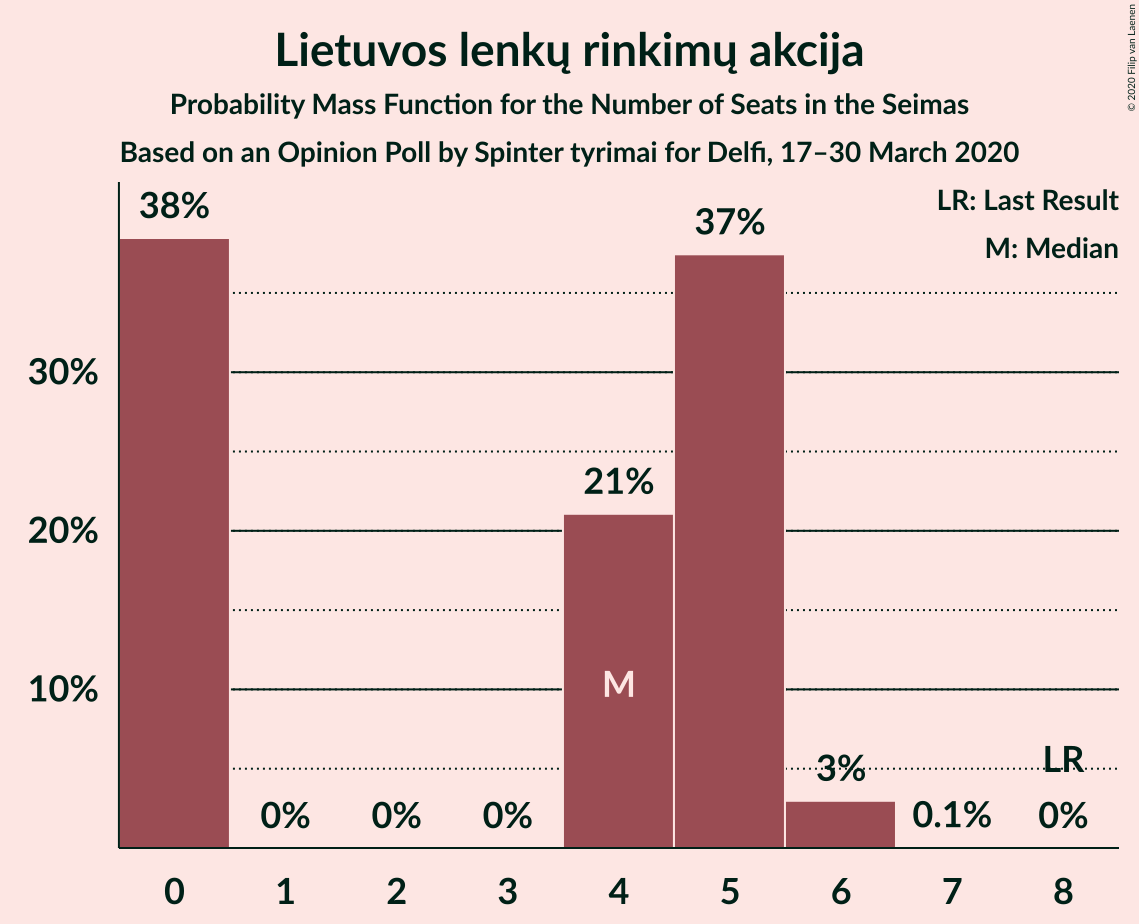 Lietuvos lenkų rinkimų akcija
Probability Mass Function for the Number of Seats in the Seimas
Based on an Opinion Poll by Spinter tyrimai for Delfi, 17–30 March 2020
© 2020 Filip van Laenen
LR: Last Result
M: Median
38%
37%
30%
21%
20%
M
10%
LR
3%
0%
0%
0%
0.1%
0%
0
1
2
3
4
5
6
7
8